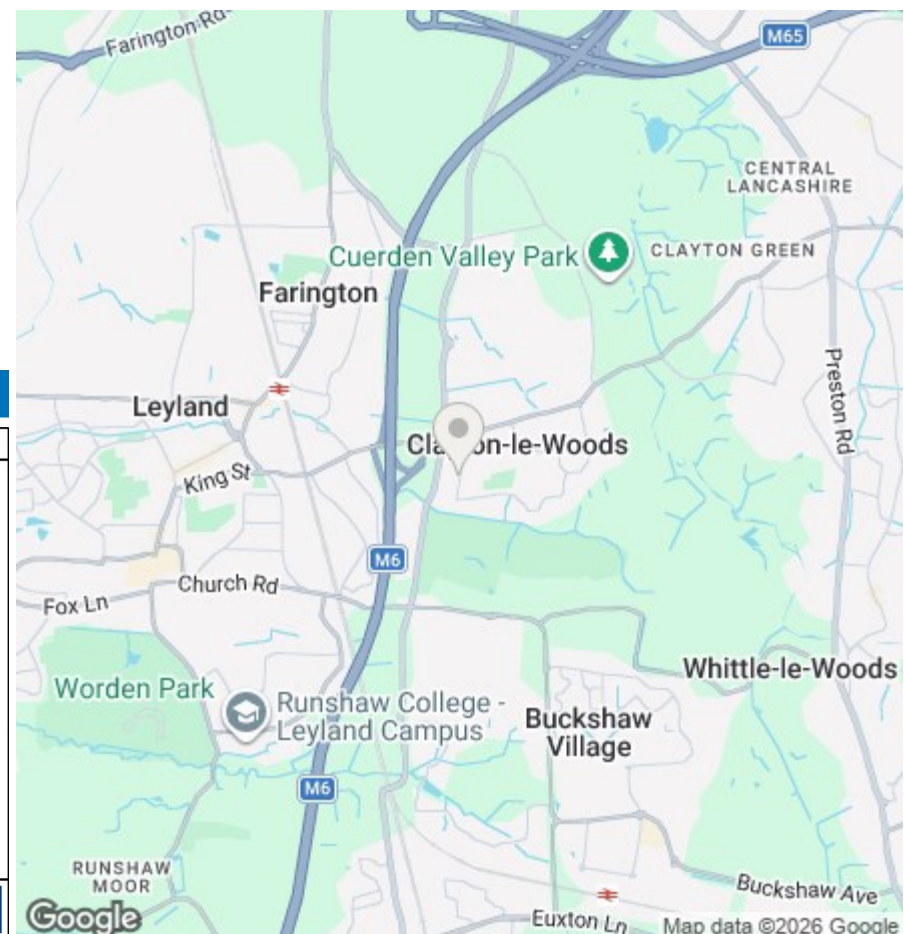 Farington Rd
M65
CENTRAL
LANCASHIRE
Cuerden Valley Park
CLAYTON GREEN
Farington
Preston Rd
Leyland
Clayton-le-Woods
King St
M6
Church Rd
Fox Ln
Whittle-le-Woods
Worden Park
Runshaw College -
Leyland Campus
Buckshaw
Village
M6
RUNSHAW
MOOR
Buckshaw Ave
Google
Euxton Ln
Map data ©2026 Google